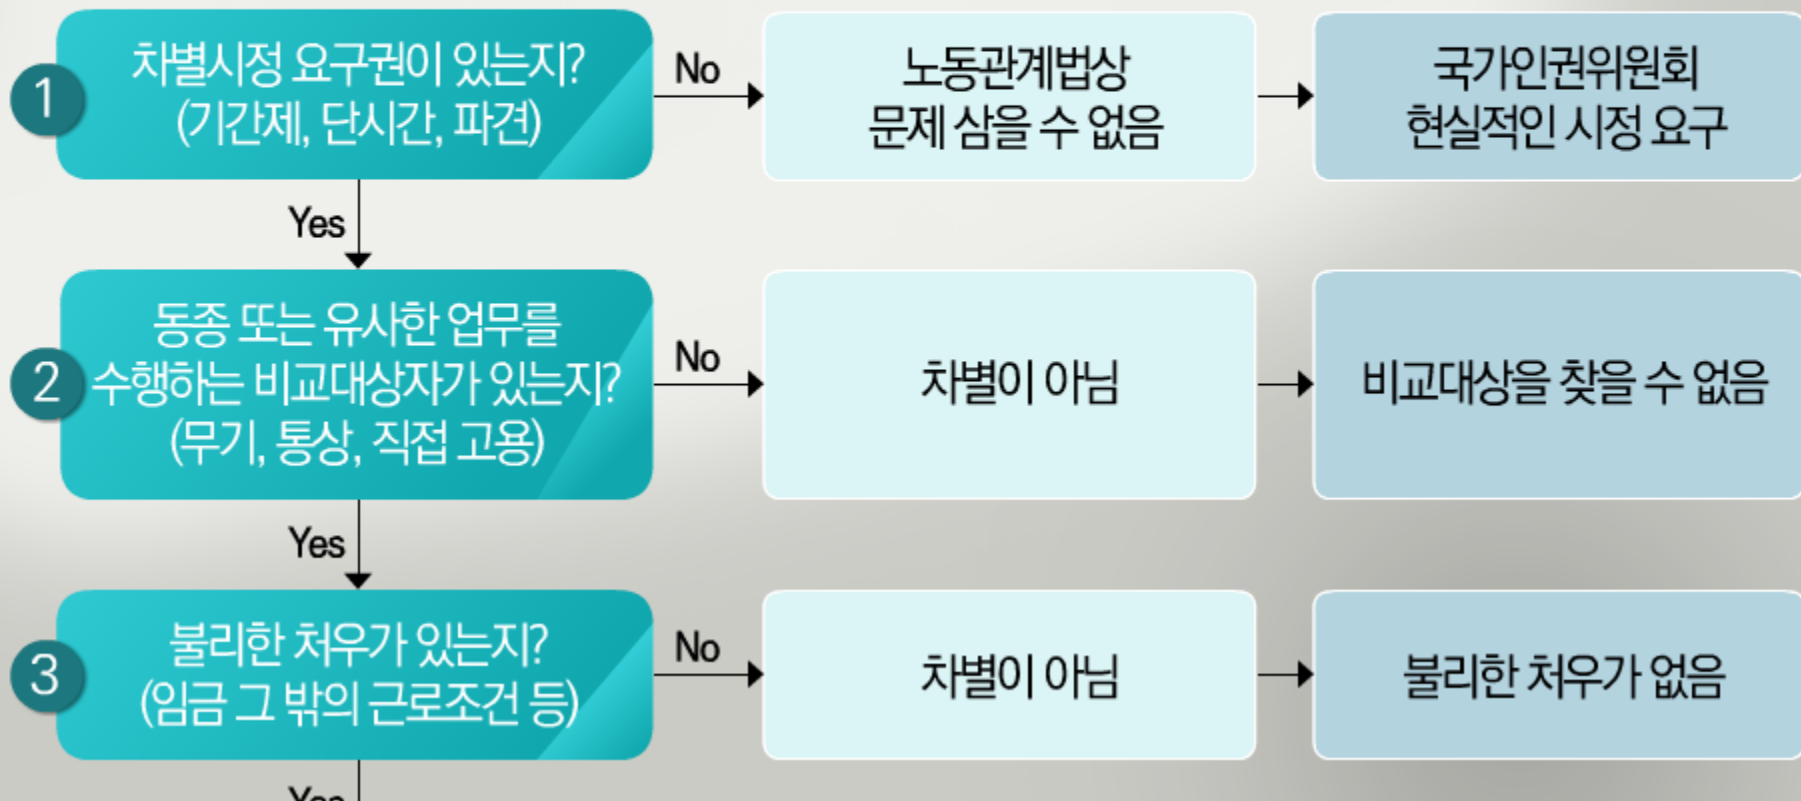 1
차별시정 요구권이 있는지?
(기간제, 단시간, 파견)
No
노동관계법상
문제 삼을 수 없음
국가인권위원회
현실적인 시정 요구
Yes
2
동종 또는 유사한 업무를
수행하는 비교대상자가 있는지?
(무기, 통상, 직접 고용)
No
차별이 아님
비교대상을 찾을 수 없음
Yes
3
불리한 처우가 있는지?
(임금 그 밖의 근로조건 등)
No
차별이 아님
불리한 처우가 없음
Yes